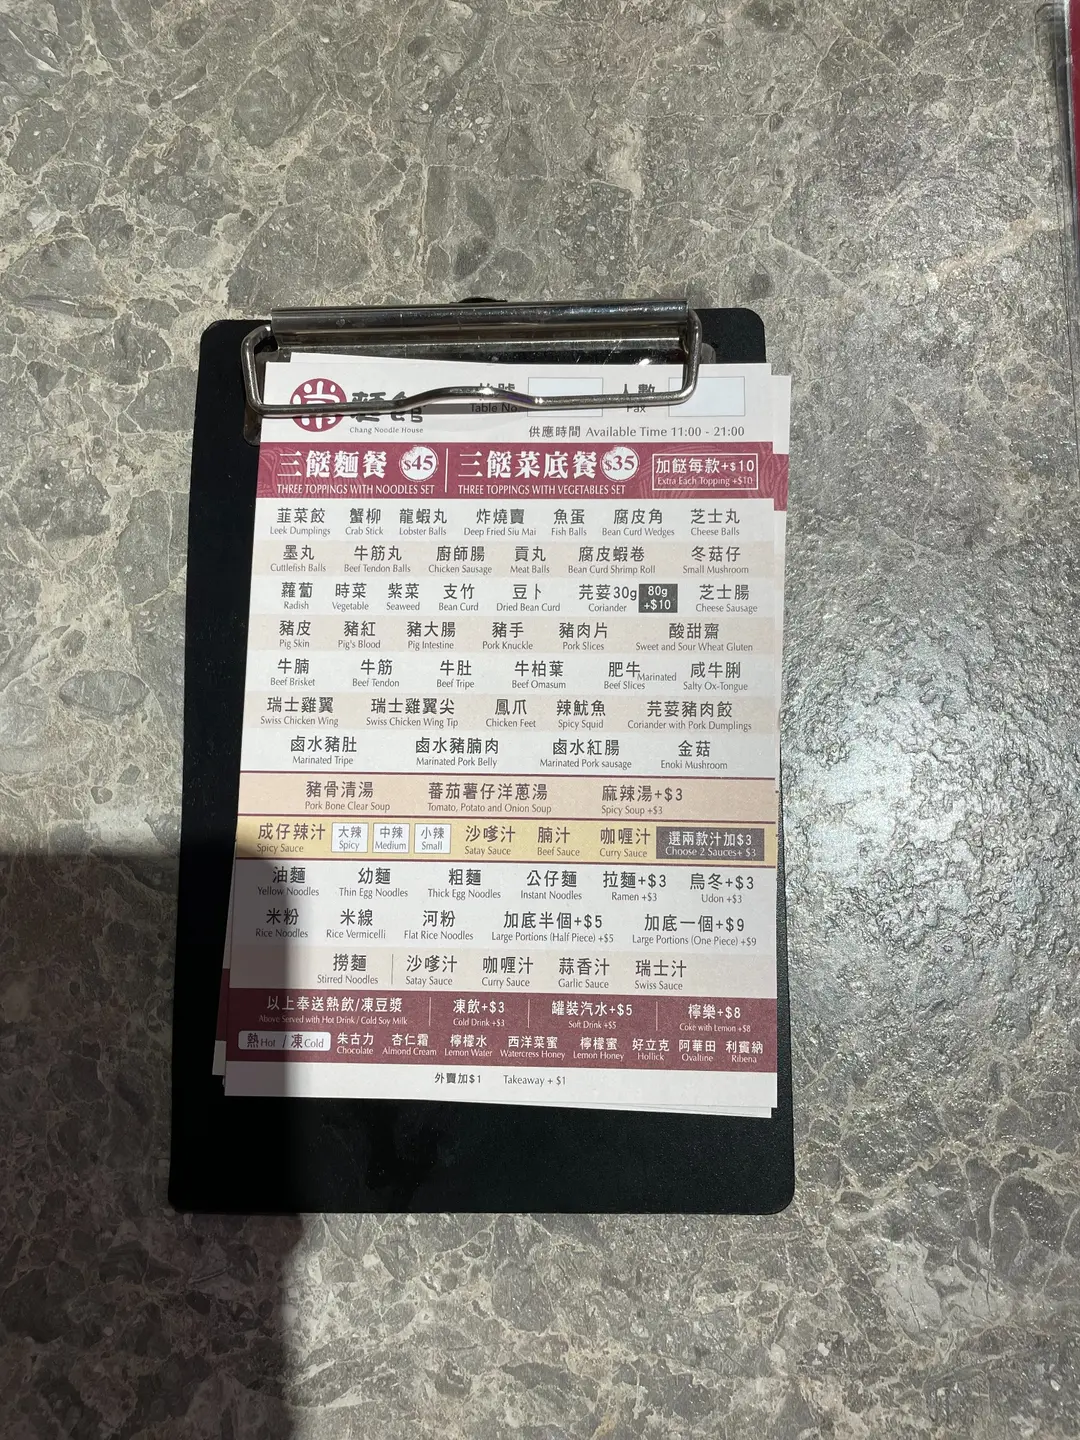 常 麵館
Chang Noodle House
Table No.
人數
Pax
供應時間 Available Time 11:00 - 21:00
三餸麵餐 $45 三餸菜底餐 $35 加餸每款+$10
THREE TOPPINGS WITH NOODLES SET THREE TOPPINGS WITH VEGETABLES SET Extra Each Topping +$10
韮菜餃 蟹柳 龍蝦丸 炸燒賣 魚蛋 腐皮角 芝士丸
Leek Dumplings Crab Stick Lobster Balls Deep Fried Siu Mai Fish Balls Bean Curd Wedges Cheese Balls
墨丸 牛筋丸 廚師腸 貢丸 腐皮蝦卷 冬菇仔
Cuttlefish Balls Beef Tendon Balls Chicken Sausage Meat Balls Bean Curd Shrimp Roll Small Mushroom
蘿蔔 時菜 紫菜 支竹 豆卜 芫荽30g 80g +$10 芝士腸
Radish Vegetable Seaweed Bean Curd Dried Bean Curd Coriander Cheese Sausage
豬皮 豬紅 豬大腸 豬手 豬肉片 酸甜齋
Pig Skin Pig's Blood Pig Intestine Pork Knuckle Pork Slices Sweet and Sour Wheat Gluten
牛腩 牛筋 牛肚 牛柏葉 肥牛 咸牛脷
Beef Brisket Beef Tendon Beef Tripe Beef Omasum Beef Slices Marinated Salty Ox-Tongue
瑞士雞翼 瑞士雞翼尖 鳳爪 辣魷魚 芫荽豬肉餃
Swiss Chicken Wing Swiss Chicken Wing Tip Chicken Feet Spicy Squid Coriander with Pork Dumplings
鹵水豬肚 鹵水豬腩肉 鹵水紅腸 金菇
Marinated Tripe Marinated Pork Belly Marinated Pork sausage Enoki Mushroom
豬骨清湯 蕃茄薯仔洋蔥湯 麻辣湯+$3
Pork Bone Clear Soup Tomato, Potato and Onion Soup Spicy Soup +$3
成仔辣汁 大辣 中辣 小辣 沙嗲汁 腩汁 咖喱汁 選兩款汁加$3
Spicy Sauce Spicy Medium Small Satay Sauce Beef Sauce Curry Sauce Choose 2 Sauces+ $3
油麵 幼麵 粗麵 公仔麵 拉麵+$3 烏冬+$3
Yellow Noodles Thin Egg Noodles Thick Egg Noodles Instant Noodles Ramen +$3 Udon +$3
米粉 米線 河粉 加底半個+$5 加底一個+$9
Rice Noodles Rice Vermicelli Flat Rice Noodles Large Portions (Half Piece) +$5 Large Portions (One Piece) +$9
撈麵 沙嗲汁 咖喱汁 蒜香汁 瑞士汁
Stirred Noodles Satay Sauce Curry Sauce Garlic Sauce Swiss Sauce
以上奉送熱飲/凍豆漿 凍飲+$3 罐裝汽水+$5 檸樂+$8
Above Served with Hot Drink / Cold Soy Milk Cold Drink +$3 Soft Drink +$5 Coke with Lemon +$8
熱Hot / 凍Cold 朱古力 杏仁霜 檸檬水 西洋菜蜜 檸檬蜜 好立克 阿華田 利賓納
Chocolate Almond Cream Lemon Water Watercress Honey Lemon Honey Hollick Ovaltine Ribena
外賣加$1 Takeaway + $1